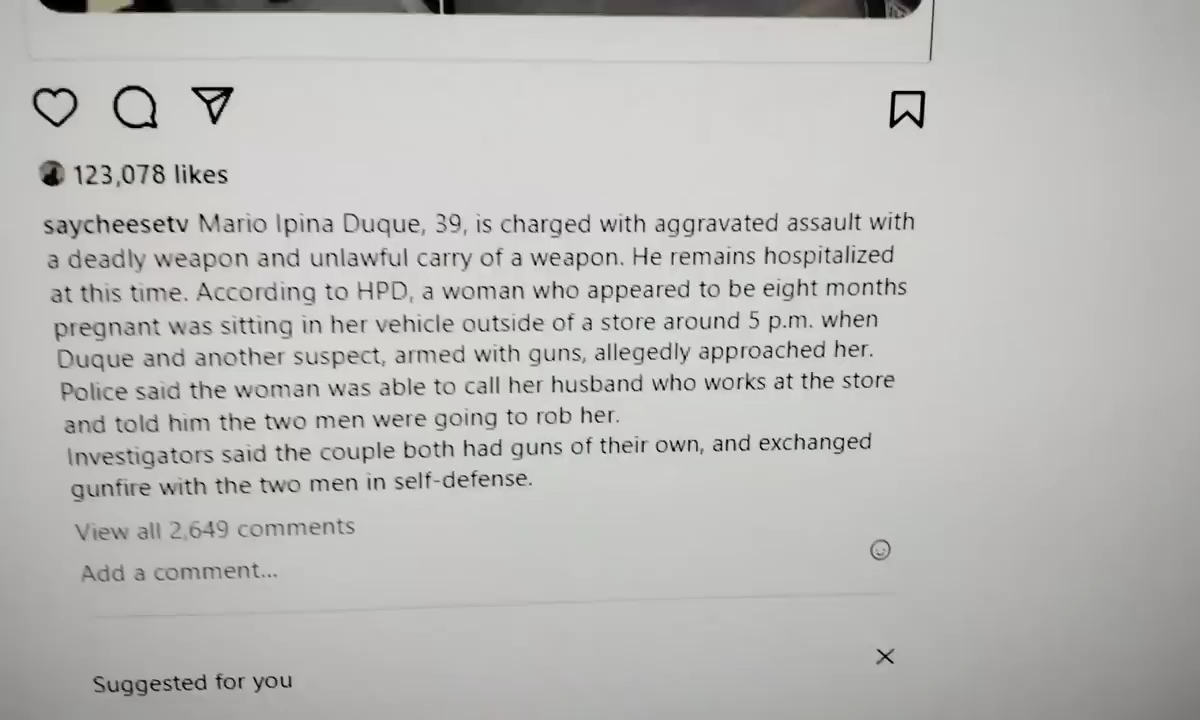 123,078 likes
saycheesetv Mario Ipina Duque, 39, is charged with aggravated assault with
a deadly weapon and unlawful carry of a weapon. He remains hospitalized
at this time. According to HPD, a woman who appeared to be eight months
pregnant was sitting in her vehicle outside of a store around 5 p.m. when
Duque and another suspect, armed with guns, allegedly approached her.
Police said the woman was able to call her husband who works at the store
and told him the two men were going to rob her.
Investigators said the couple both had guns of their own, and exchanged
gunfire with the two men in self-defense.
View all 2,649 comments
Add a comment...
Suggested for you